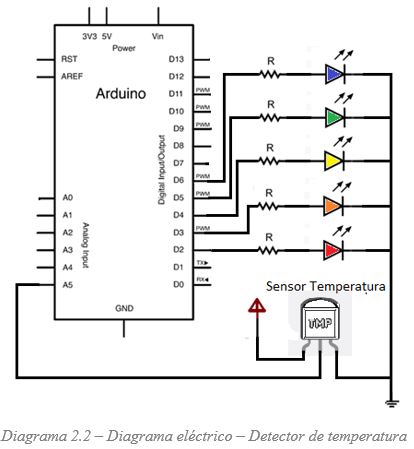 3V3 5V Vin
Power
RST
AREF
Arduino
D13
D12
PWM D11
PWM D10
PWM D9
D8
D7
PWM D6
PWM D5
D4
PWM D3
D2
TX D1
RX D0
Digital Input/Output
A0
A1
A2
A3
A4
A5
Analog Input
GND
R
R
R
R
R
Sensor Temperatura
TMP
Diagrama 2.2 – Diagrama eléctrico – Detector de temperatura